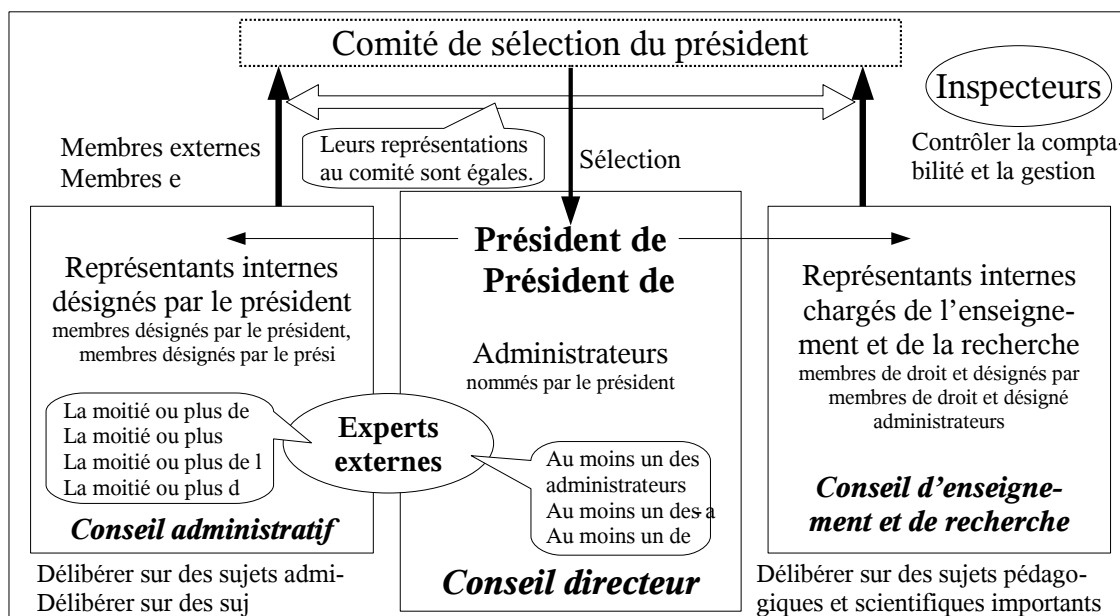 Comité de sélection du président
Inspecteurs
Contrôler la compta-
bilité et la gestion
Leurs représentations
au comité sont égales.
Sélection
Membres externes
Membres e
Représentants internes
désignés par le président
membres désignés par le président,
membres désignés par le prési
La moitié ou plus de
La moitié ou plus
La moitié ou plus de l
La moitié ou plus d
Conseil administratif
Délibérer sur des sujets admi-
Délibérer sur des suj
Président de
Président de
Administrateurs
nommés par le président
Experts
externes
Au moins un des
administrateurs
Au moins un des-a
Au moins un de
Conseil directeur
Représentants internes
chargés de l’enseigne-
ment et de la recherche
membres de droit et désignés par
membres de droit et désigné
administrateurs
Conseil d’enseigne-
ment et de recherche
Délibérer sur des sujets pédago-
giques et scientifiques importants